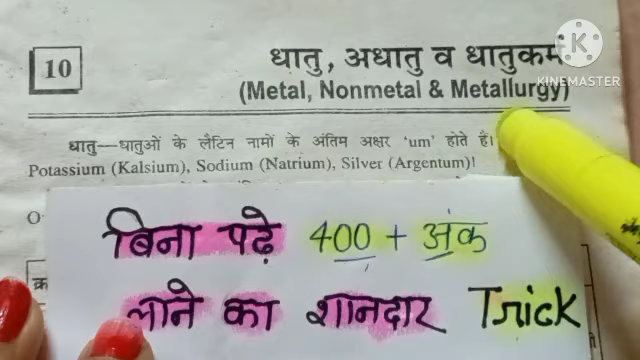 10
धातु, अधातु व धातुकर्म
(Metal, Nonmetal & Metallurgy)
KINEMASTER
धातु—धातुओं के लैटिन नामों के अंतिम अक्षर 'um' होते है।
Potassium (Kalsium), Sodium (Natrium), Silver (Argentum)!
बिना पढ़े 400 + अंक
लाने का शानदार Trick